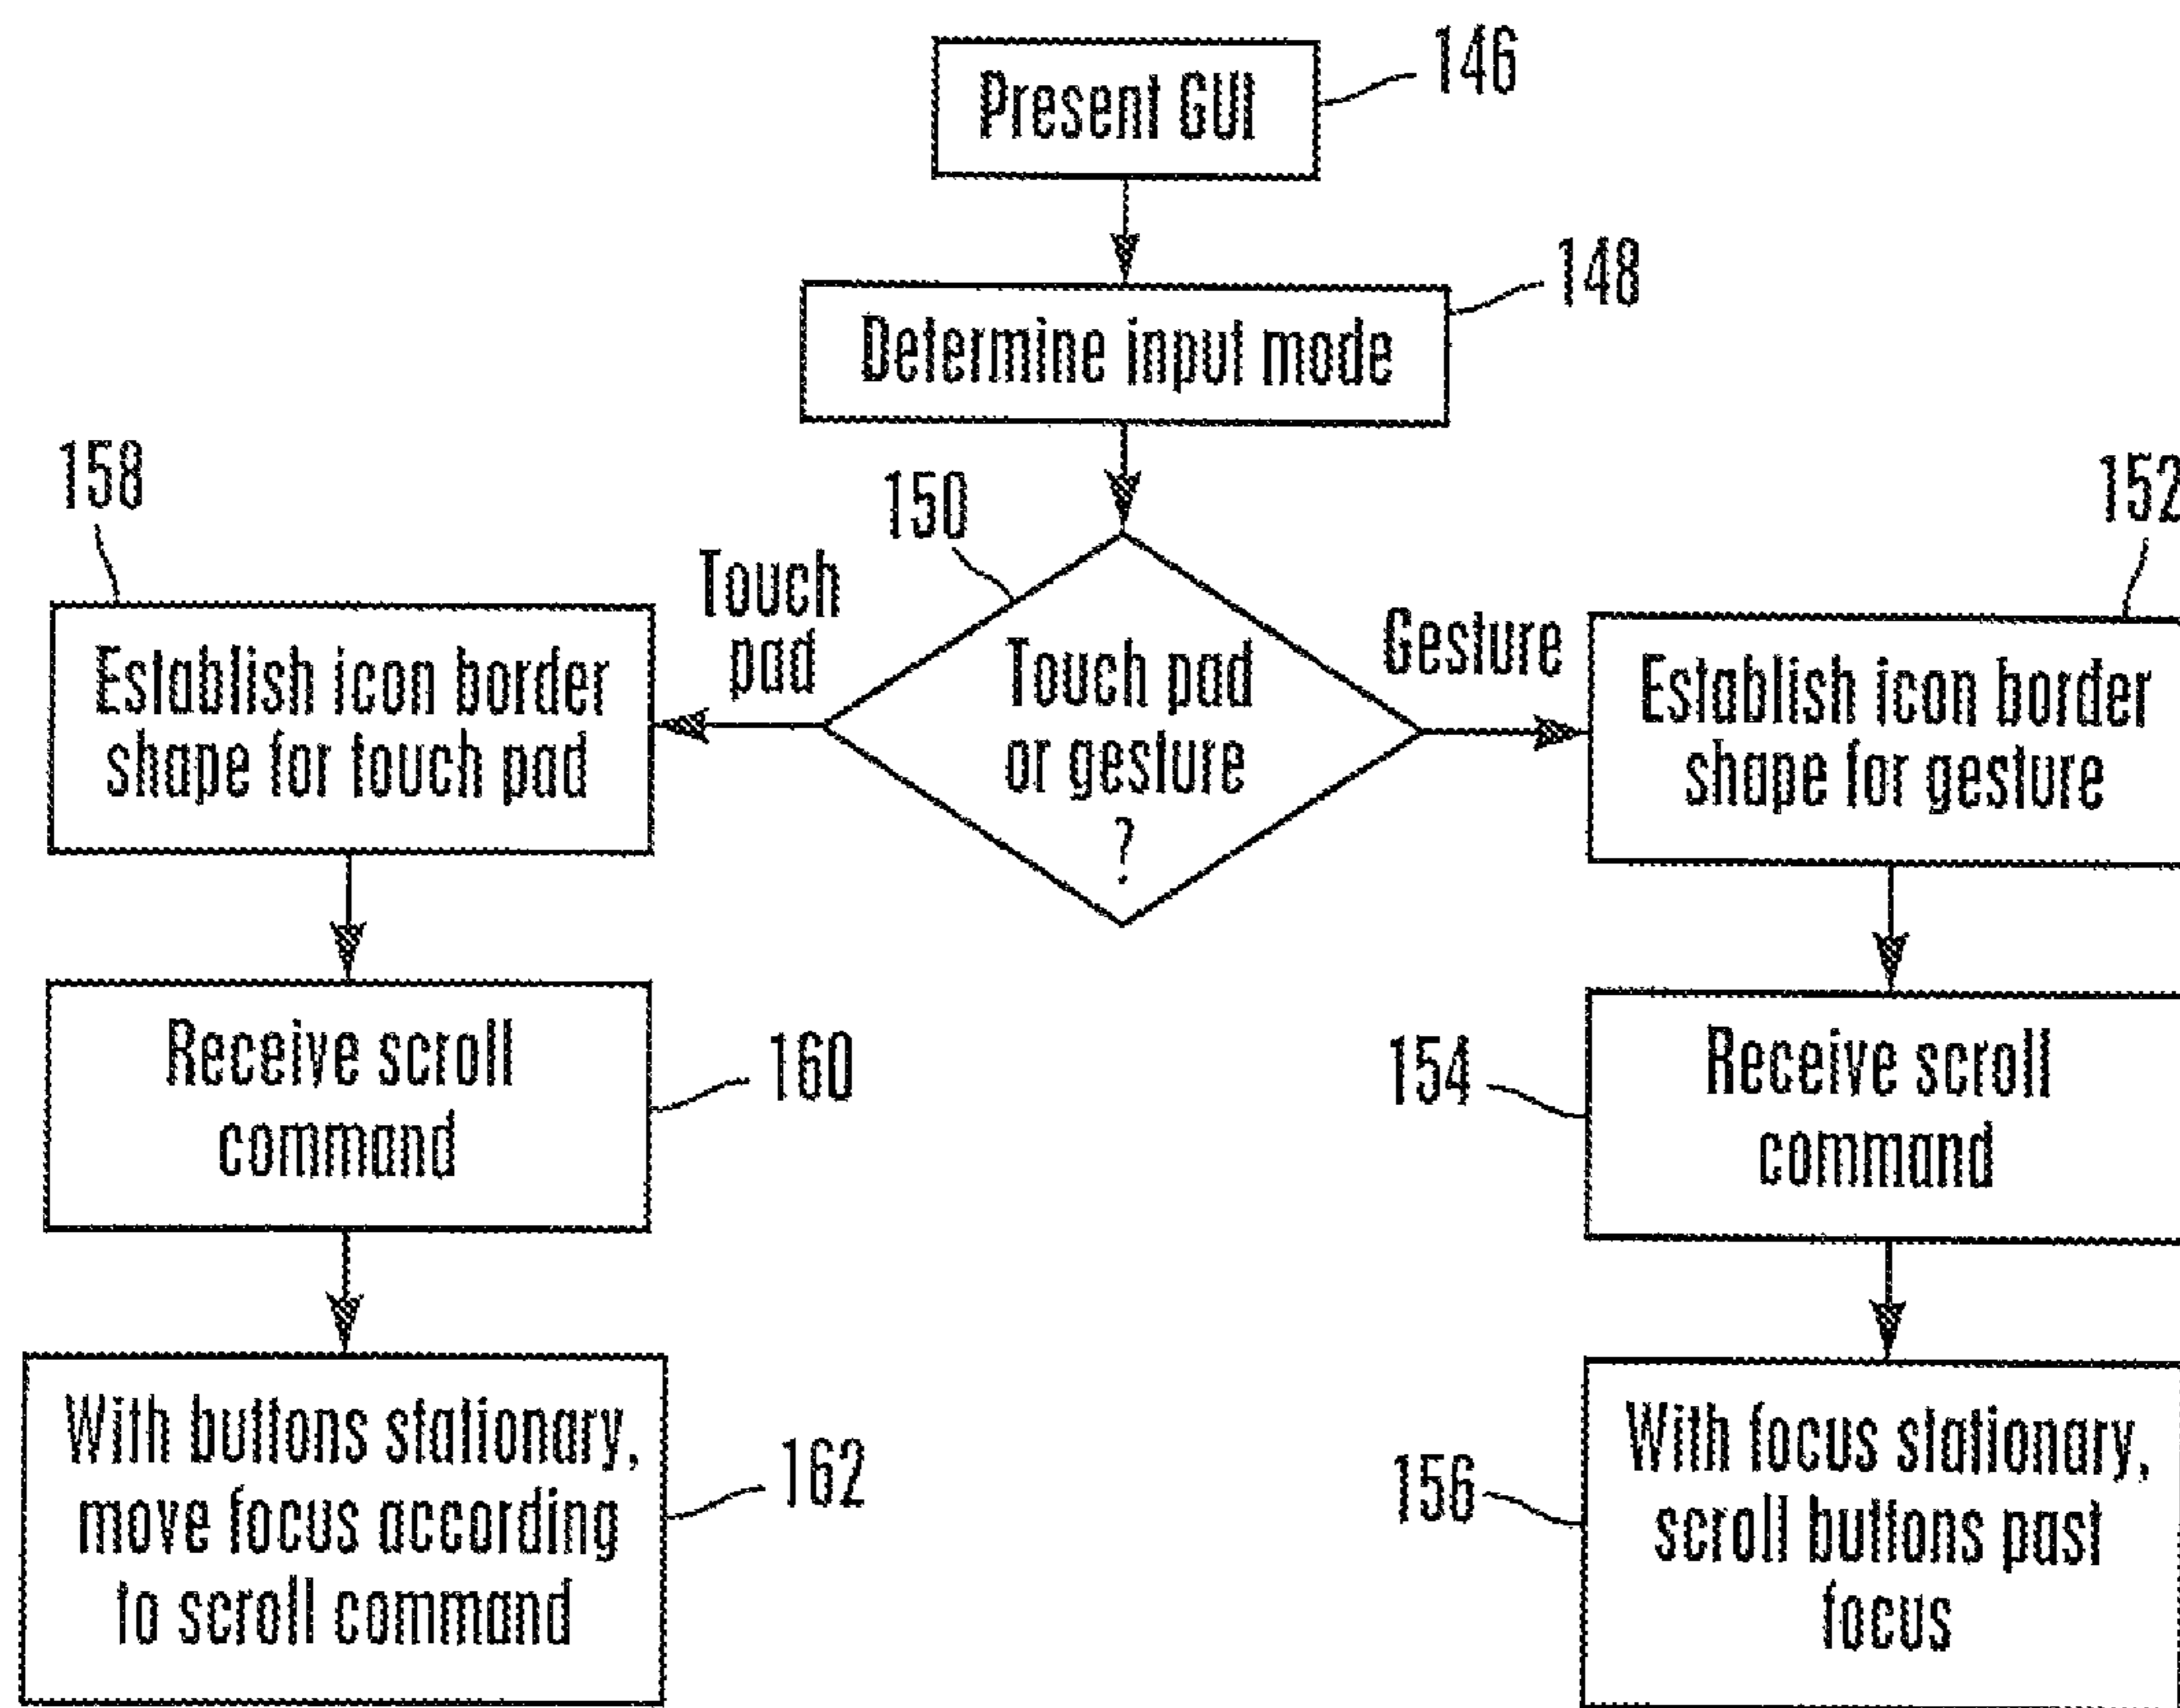 Present GUI
146
Determine input mode
148
150
Touch pad
or gesture
?
Touch
pad
Gesture
158
Establish icon border
shape for touch pad
152
Establish icon border
shape for gesture
Receive scroll
command
160
154
Receive scroll
command
With buttons stationary,
move focus according
to scroll command
162
156
With focus stationary,
scroll buttons past
focus